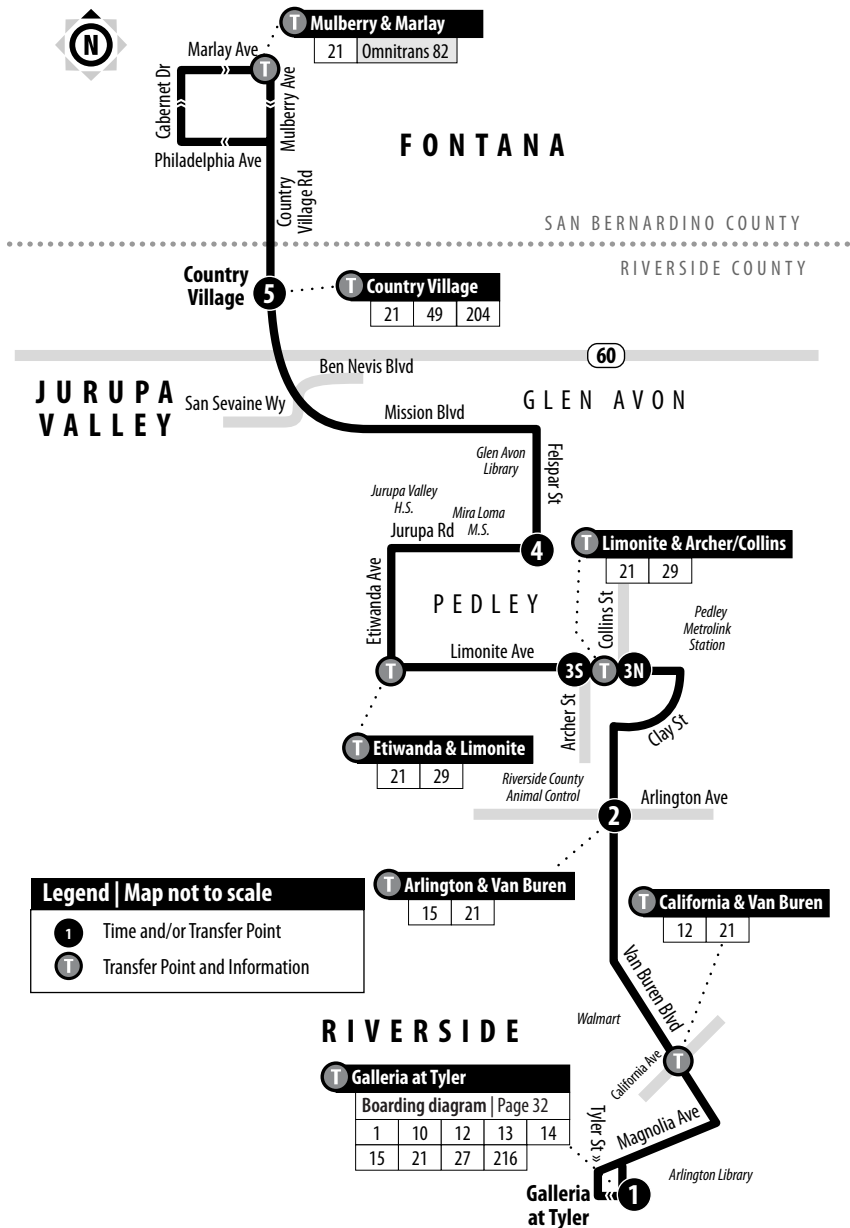 N
T Mulberry & Marlay
21 Omnitrans 82
Marlay Ave
T
Cabernet Dr
Mulberry Ave
Philadelphia Ave
FONTANA
Country
Village Rd
SAN BERNARDINO COUNTY
RIVERSIDE COUNTY
Country
Village
5
T Country Village
21 49 204
60
Ben Nevis Blvd
JURUPA
VALLEY
San Sevaine Wy
GLEN AVON
Mission Blvd
Glen Avon
Library
Felspar St
Jurupa Valley
H.S.
Mira Loma
M.S.
Jurupa Rd
4
T Limonite & Archer/Collins
21 29
Etiwanda Ave
PEDLEY
Collins St
Pedley
Metrolink
Station
Limonite Ave
T
3S
T
3N
Archer St
Clay St
T Etiwanda & Limonite
21 29
Riverside County
Animal Control
2
Arlington Ave
Legend | Map not to scale
1 Time and/or Transfer Point
T Transfer Point and Information
T Arlington & Van Buren
15 21
T California & Van Buren
12 21
Van Buren Blvd
Walmart
RIVERSIDE
California Ave
T
T Galleria at Tyler
Boarding diagram | Page 32
1 10 12 13 14
15 21 27 216
Tyler St »
Magnolia Ave
Arlington Library
Galleria
at Tyler
1